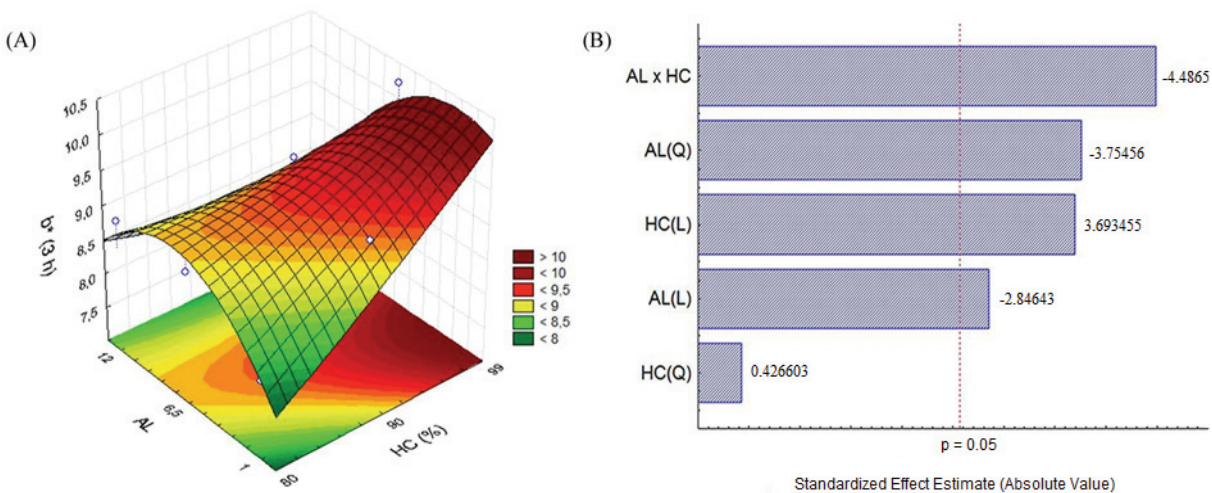 (A)
10,5
10,0
9,5
9,0
8,5
8,0
7,5
b* (3 h)
12
6,5
1
AL
80
90
99
HC (%)
> 10
< 10
< 9,5
< 9
< 8,5
< 8
(B)
AL x HC
-4.4865
AL(Q)
-3.75456
HC(L)
3.693455
AL(L)
-2.84643
HC(Q)
0.426603
p = 0.05
Standardized Effect Estimate (Absolute Value)